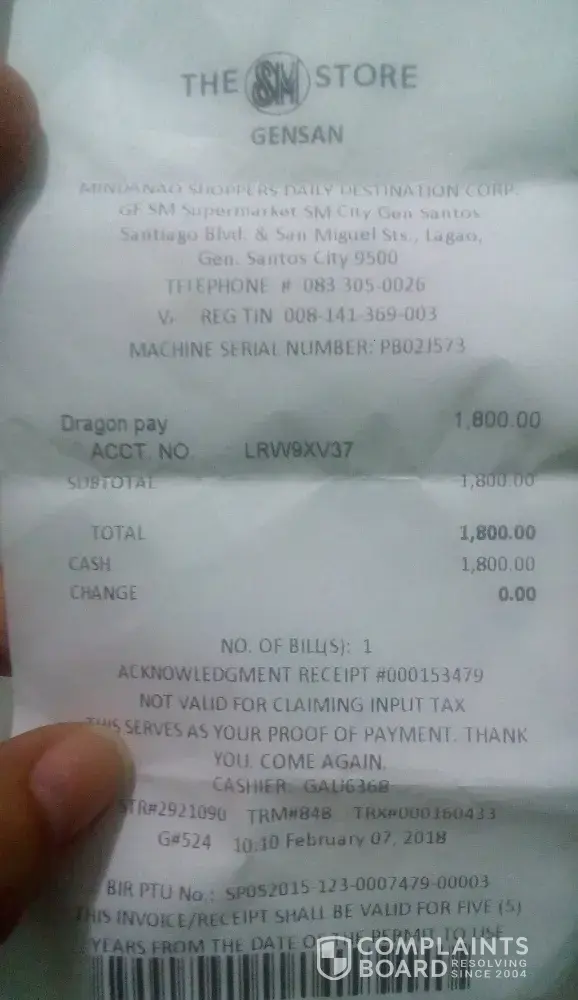 THE SM STORE
GENSAN
MINDANAO SHOPPERS DAILY DESTINATION CORP.
GF SM Supermarket SM City Gen Santos
Santiago Blvd. & San Miguel Sts., Lagao,
Gen. Santos City 9500
TELEPHONE # 083 305-0026
REG TIN 008-141-369-003
MACHINE SERIAL NUMBER: PB02J573
Dragon pay 1,800.00
ACCT. NO. LRW9XV37
SUBTOTAL 1,800.00
TOTAL 1,800.00
CASH 1,800.00
CHANGE 0.00
NO. OF BILL(S): 1
ACKNOWLEDGMENT RECEIPT #000153479
NOT VALID FOR CLAIMING INPUT TAX
THIS SERVES AS YOUR PROOF OF PAYMENT. THANK
YOU. COME AGAIN.
CASHIER: GAU636B
STR#2921090 TRM#848 TRX#000160433
G#524 10:10 February 07, 2018
BIR PTU No.: SP052015-123-0007479-00003
THIS INVOICE/RECEIPT SHALL BE VALID FOR FIVE (5)
YEARS FROM THE DATE OF THE PERMIT TO USE
COMPLAINTS
BOARD RESOLVING
SINCE 2004